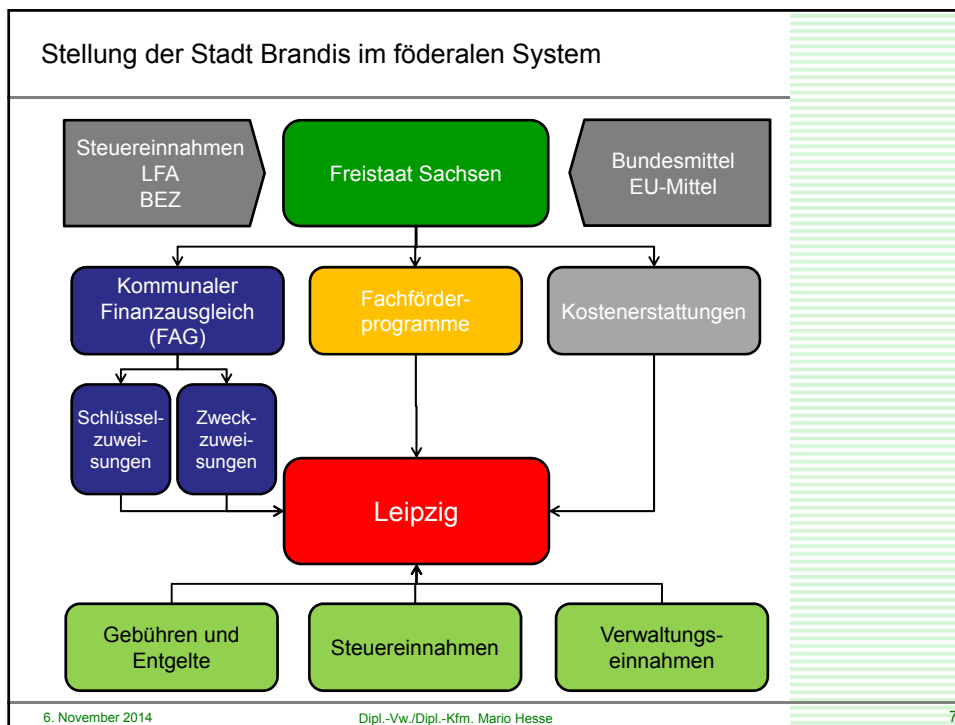 Stellung der Stadt Brandis im föderalen System
Steuereinnahmen
LFA
BEZ
Freistaat Sachsen
Bundesmittel
EU-Mittel
Kommunaler
Finanzausgleich
(FAG)
Fachförder-
programme
Kostenerstattungen
Schlüssel-
zuwei-
sungen
Zweck-
zuwei-
sungen
Leipzig
Gebühren und
Entgelte
Steuereinnahmen
Verwaltungs-
einnahmen
6. November 2014
Dipl.-Vw./Dipl.-Kfm. Mario Hesse
7